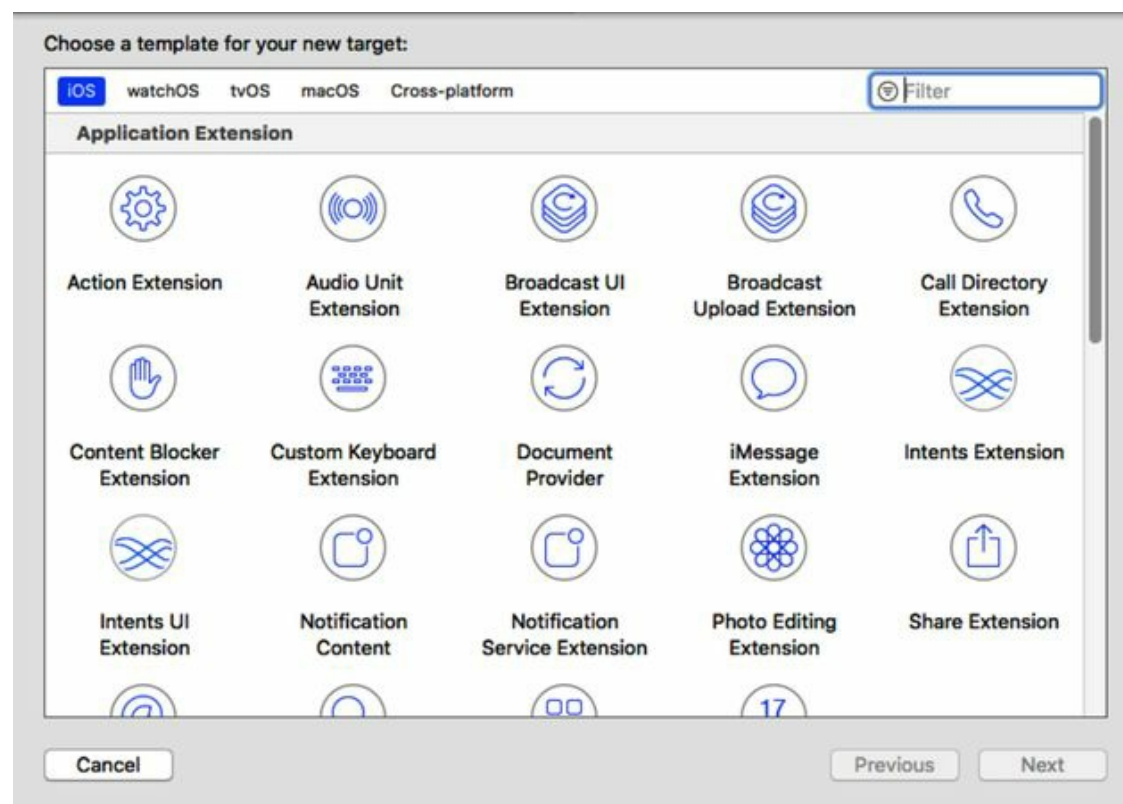 Choose a template for your new target:
iOS watchOS tvOS macOS Cross-platform Filter
Application Extension
Action Extension Audio Unit Extension Broadcast UI Extension Broadcast Upload Extension Call Directory Extension
Content Blocker Extension Custom Keyboard Extension Document Provider iMessage Extension Intents Extension
Intents UI Extension Notification Content Notification Service Extension Photo Editing Extension Share Extension
17
Cancel Previous Next